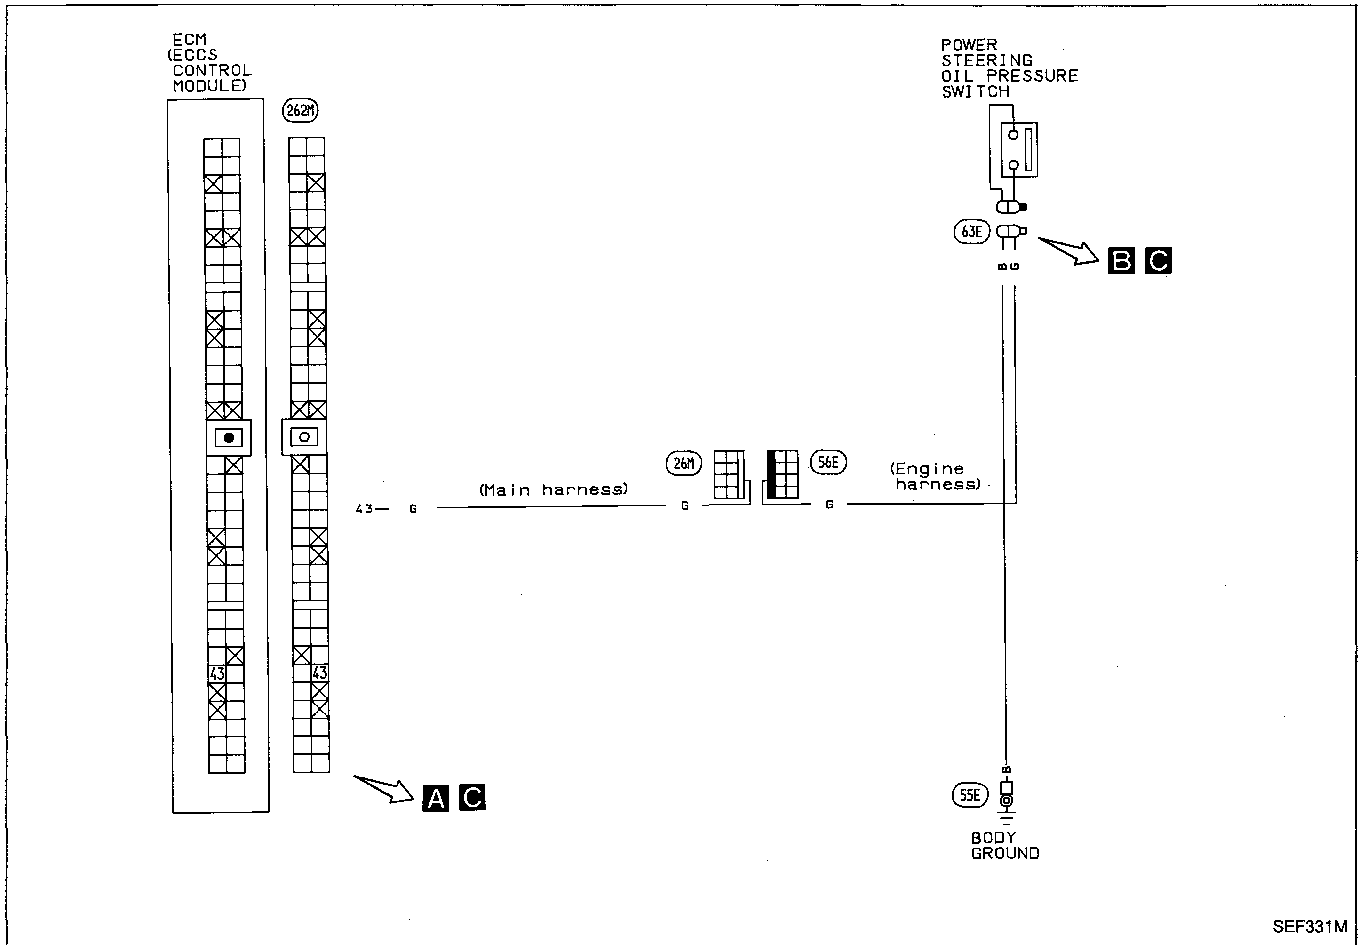 ECM
(ECCS
CONTROL
MODULE)
262M
POWER
STEERING
OIL PRESSURE
SWITCH
63E
B C
B G
26M
56E
(Main harness)
(Engine
harness)
43— G
G
G
43
43
A C
B
55E
BODY
GROUND
SEF331M